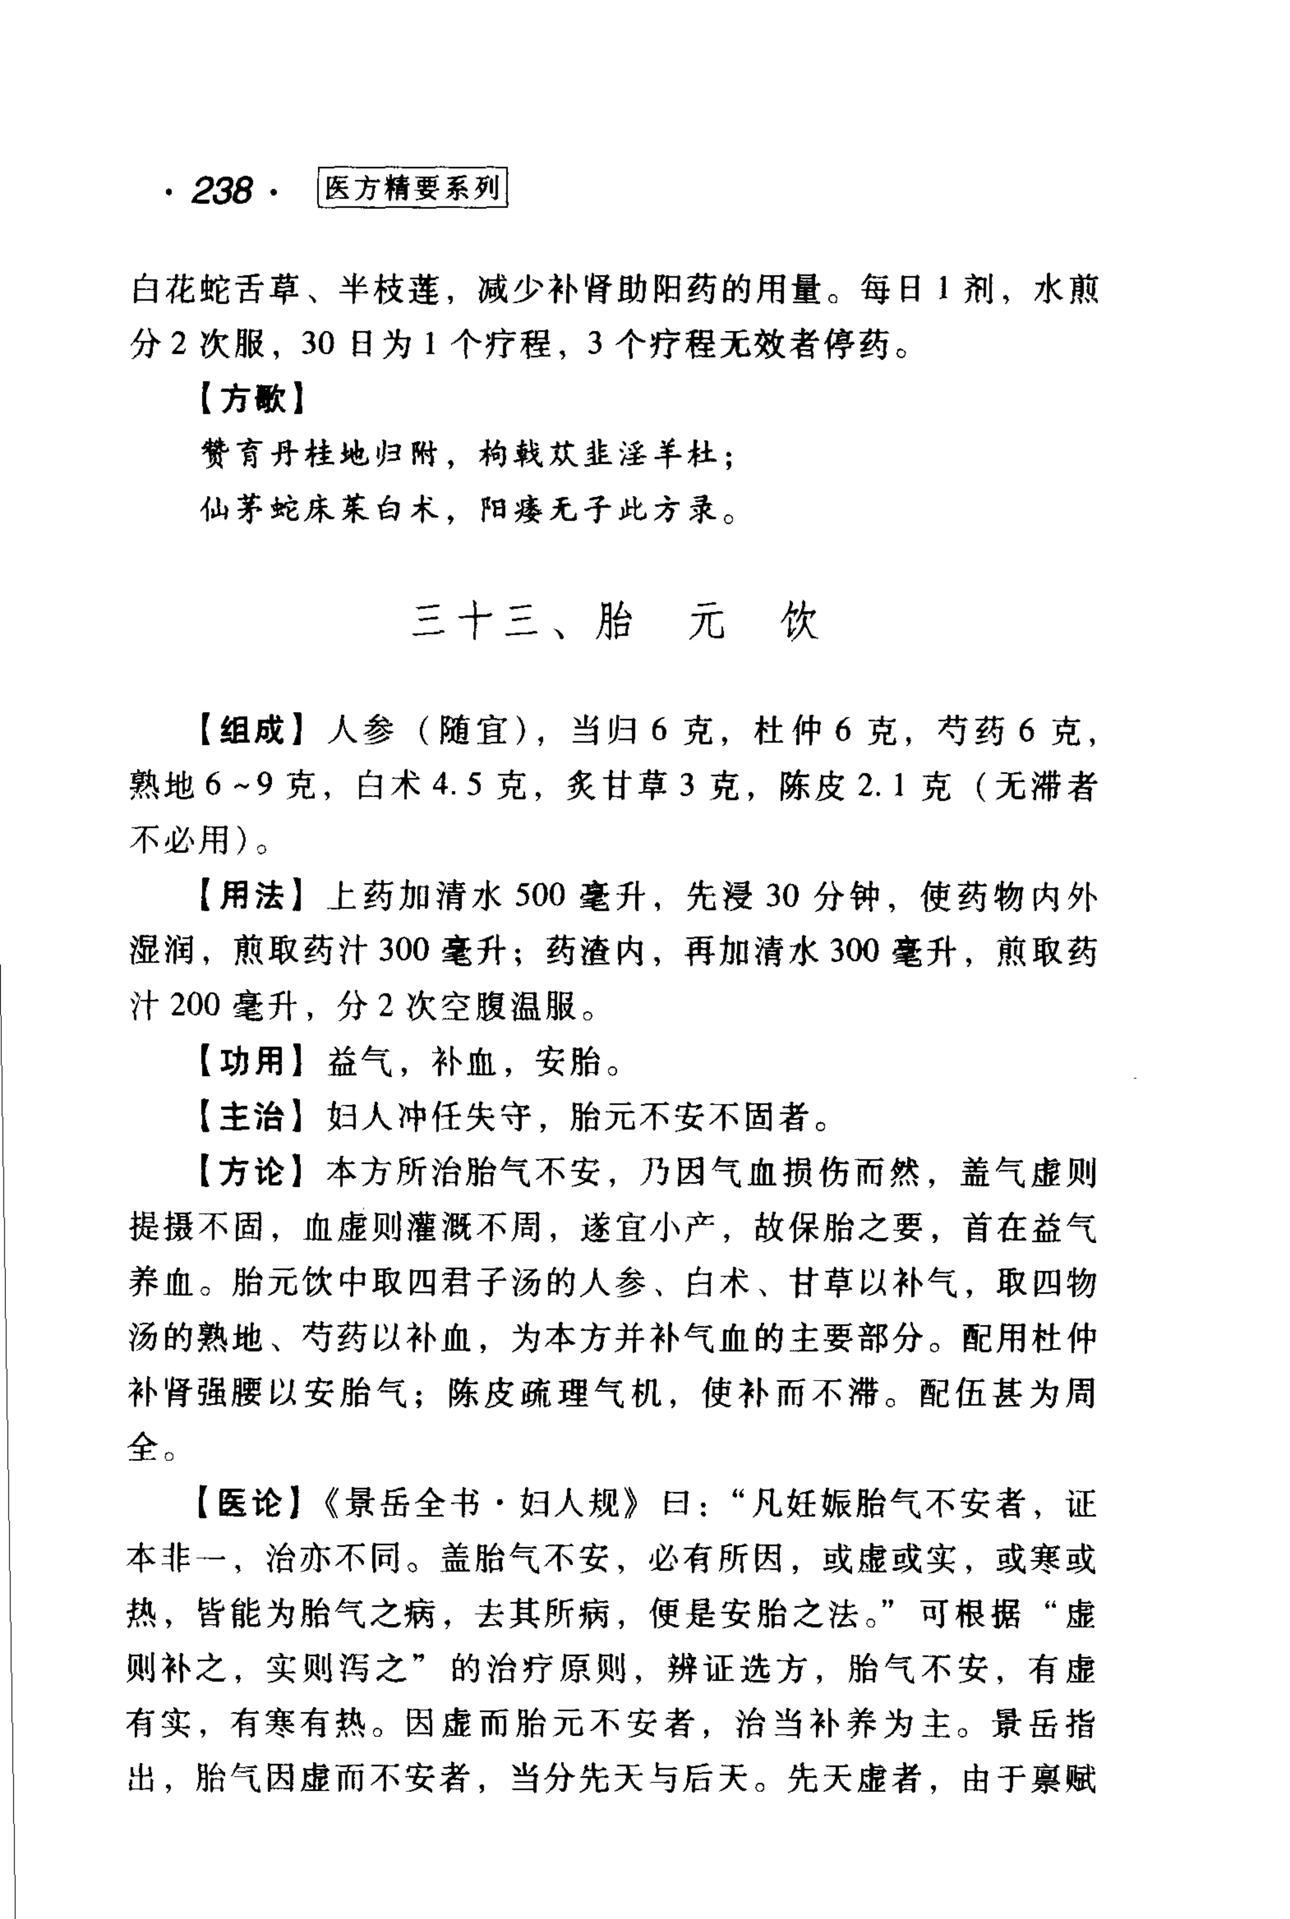 ·238· 医方精要系列
白花蛇舌草、半枝莲，减少补肾助阳药的用量。每日1剂，水煎
分2次服，30日为1个疗程，3个疗程无效者停药。
【方歌】
赞育丹桂地归附，枸戟苁韭淫羊杜；
仙茅蛇床茱白术，阳痿无子此方录。
三十三、胎 元 饮
【组成】人参（随宜），当归6克，杜仲6克，芍药6克，
熟地6~9克，白术4.5克，炙甘草3克，陈皮2.1克（无滞者
不必用）。
【用法】上药加清水500毫升，先浸30分钟，使药物内外
湿润，煎取药汁300毫升；药渣内，再加清水300毫升，煎取药
汁200毫升，分2次空腹温服。
【功用】益气，补血，安胎。
【主治】妇人冲任失守，胎元不安不固者。
【方论】本方所治胎气不安，乃因气血损伤而然，盖气虚则
提摄不固，血虚则灌溉不周，遂宜小产，故保胎之要，首在益气
养血。胎元饮中取四君子汤的人参、白术、甘草以补气，取四物
汤的熟地、芍药以补血，为本方并补气血的主要部分。配用杜仲
补肾强腰以安胎气；陈皮疏理气机，使补而不滞。配伍甚为周
全。
【医论】《景岳全书·妇人规》曰：“凡妊娠胎气不安者，证
本非一，治亦不同。盖胎气不安，必有所因，或虚或实，或寒或
热，皆能为胎气之病，去其所病，便是安胎之法。”可根据“虚
则补之，实则泻之”的治疗原则，辨证选方，胎气不安，有虚
有实，有寒有热。因虚而胎元不安者，治当补养为主。景岳指
出，胎气因虚而不安者，当分先天与后天。先天虚者，由于禀赋